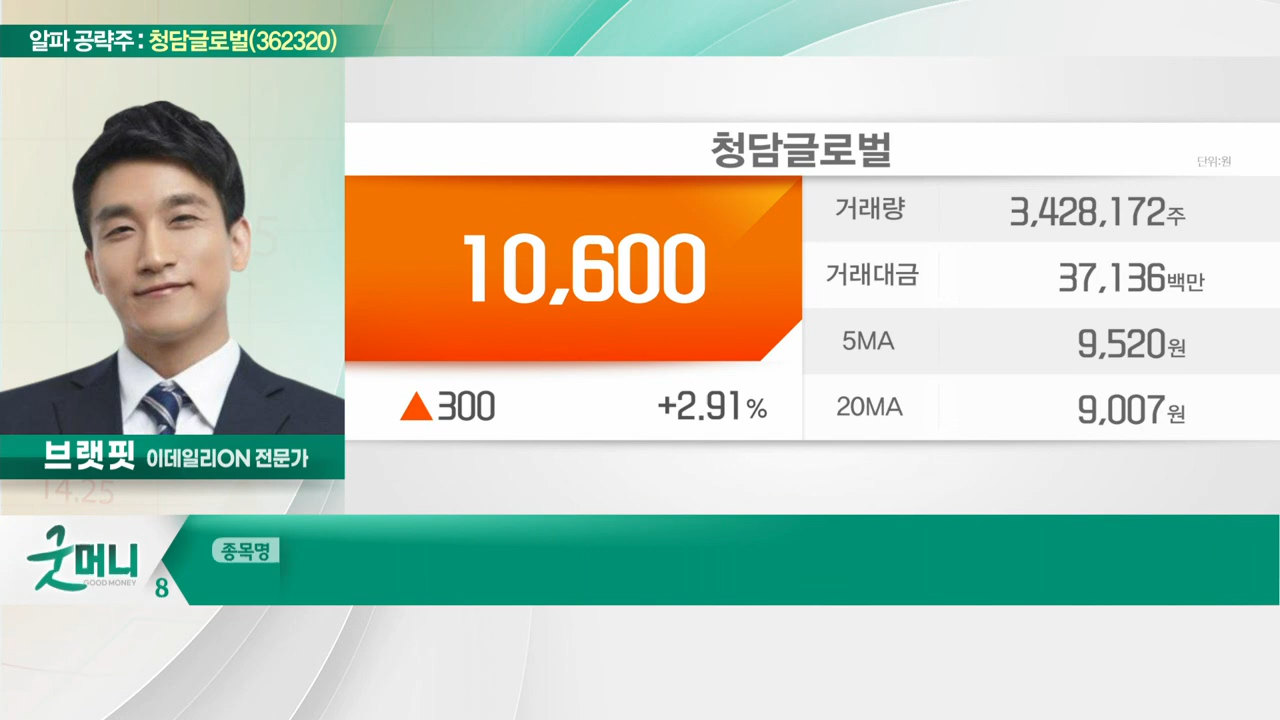 알파 공략주 : 청담글로벌(362320)
청담글로벌
단위:원
10,600
▲300 +2.91%
거래량 3,428,172주
거래대금 37,136백만
5MA 9,520원
20MA 9,007원
브랫핏 이데일리ON 전문가
14.25
굿머니
GOOD MONEY
8
종목명